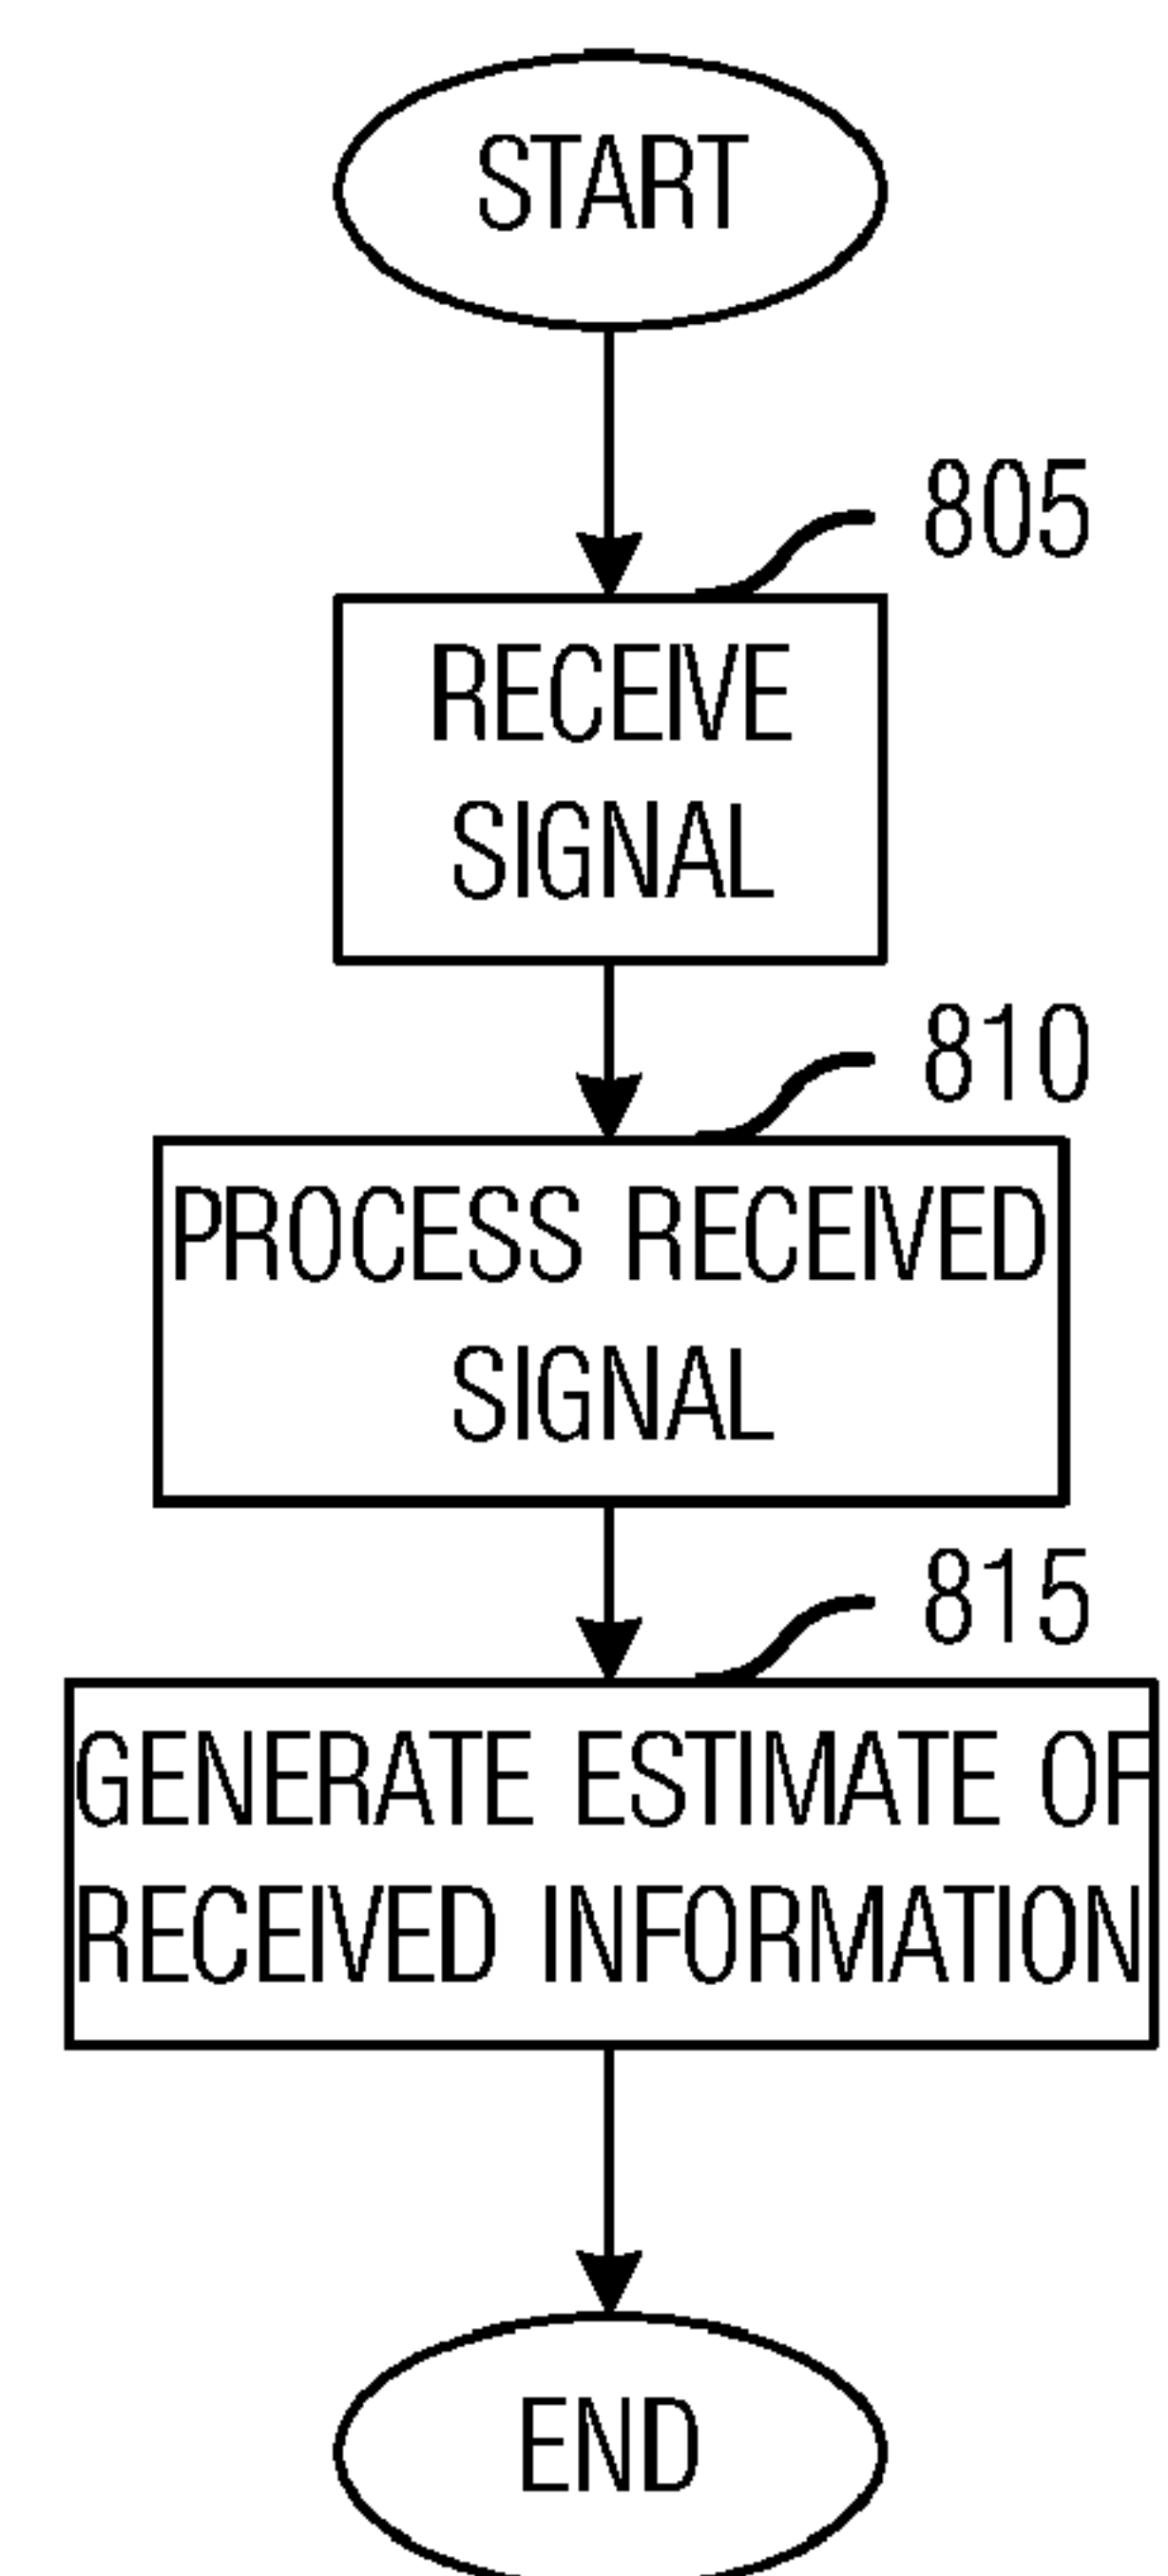 START
805
RECEIVE
SIGNAL
810
PROCESS RECEIVED
SIGNAL
815
GENERATE ESTIMATE OF
RECEIVED INFORMATION
END